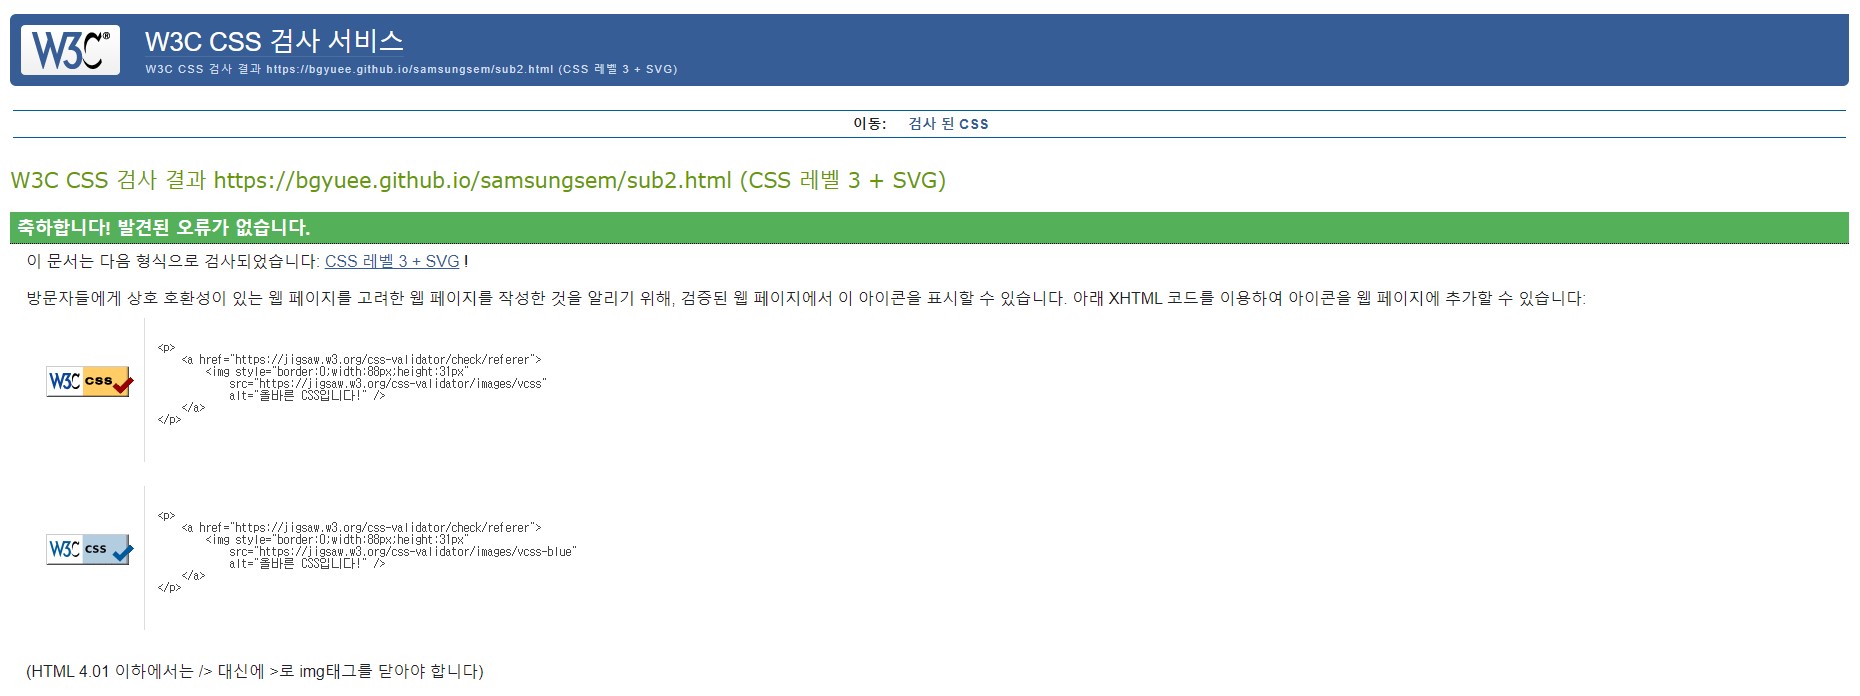 W3C® W3C CSS 검사 서비스
W3C CSS 검사 결과 https://bgyuee.github.io/samsungsem/sub2.html (CSS 레벨 3 + SVG)
이동: 검사 된 CSS
W3C CSS 검사 결과 https://bgyuee.github.io/samsungsem/sub2.html (CSS 레벨 3 + SVG)
축하합니다! 발견된 오류가 없습니다.
이 문서는 다음 형식으로 검사되었습니다: CSS 레벨 3 + SVG !
방문자들에게 상호 호환성이 있는 웹 페이지를 고려한 웹 페이지를 작성한 것을 알리기 위해, 검증된 웹 페이지에서 이 아이콘을 표시할 수 있습니다. 아래 XHTML 코드를 이용하여 아이콘을 웹 페이지에 추가할 수 있습니다:
W3C css
<p>
<a href="https://jigsaw.w3.org/css-validator/check/referer">
<img style="border:0;width:88px;height:31px"
src="https://jigsaw.w3.org/css-validator/images/vcss"
alt="올바른 CSS입니다!" />
</a>
</p>
W3C css
<p>
<a href="https://jigsaw.w3.org/css-validator/check/referer">
<img style="border:0;width:88px;height:31px"
src="https://jigsaw.w3.org/css-validator/images/vcss-blue"
alt="올바른 CSS입니다!" />
</a>
</p>
(HTML 4.01 이하에서는 /> 대신에 >로 img태그를 닫아야 합니다)